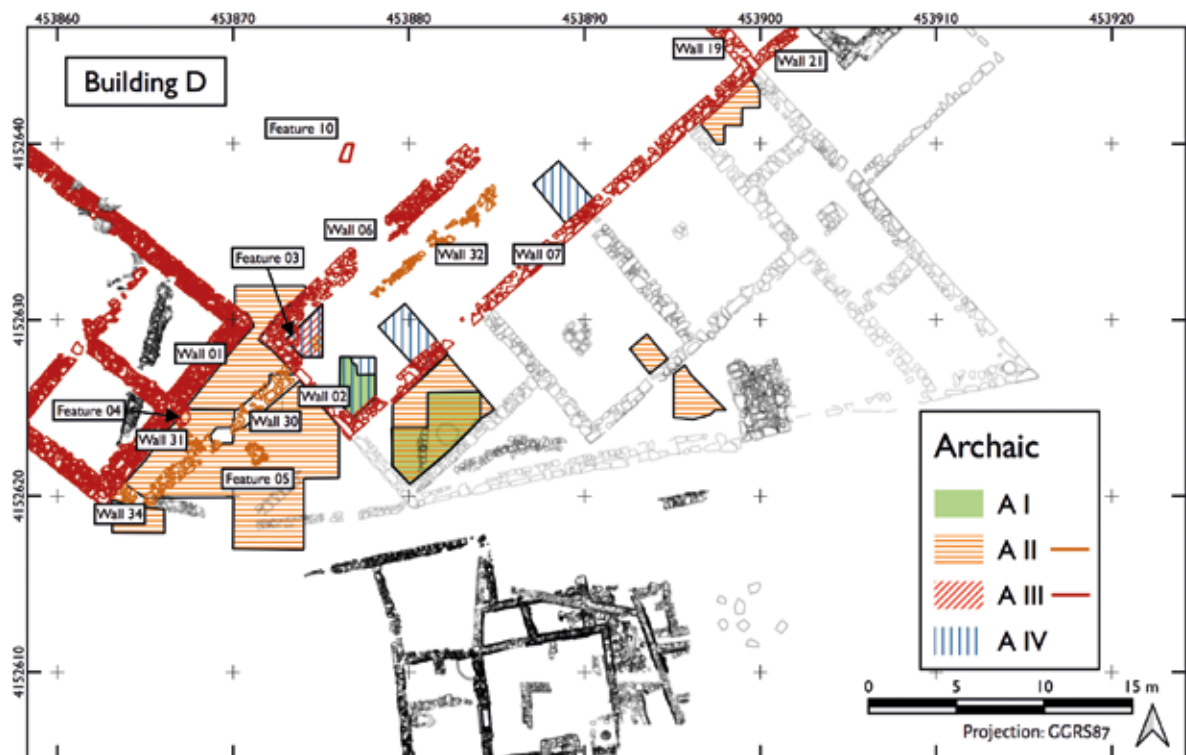 453860 453870 453880 453890 453900 453910 453920
Building D
Wall 19
Wall 21
Feature 10
4152640
Wall 06
Wall 32
Wall 07
Feature 03
4152630
Wall 01
Wall 02
Feature 04
Wall 30
Wall 31
Feature 05
4152620
Wall 34
4152610
Archaic
A I
A II
A III
A IV
0 5 10 15 m
Projection: GGRS87